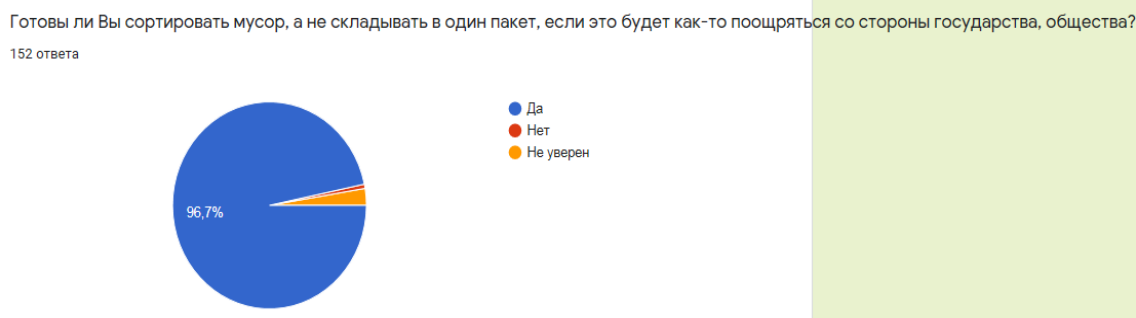 Готовы ли Вы сортировать мусор, а не складывать в один пакет, если это будет как-то поощряться со стороны государства, общества?
152 ответа
Да
Нет
Не уверен
96,7%